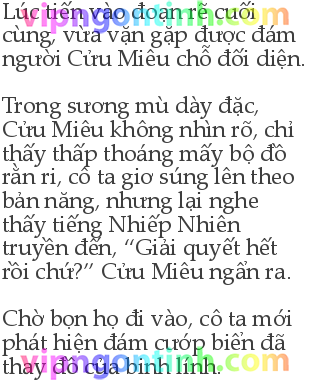 vipngontinh.com
Lúc tiến vào đoạn rẽ cuối
cùng, vừa vặn gặp được đám
người Cửu Miêu chỗ đối diện.
Trong sương mù dày đặc,
Cửu Miêu không nhìn rõ, chỉ
thấy thấp thoáng mấy bộ đồ
rằn ri, cô ta giơ súng lên theo
bản năng, nhưng lại nghe
thấy tiếng Nhiếp Nhiên
truyền đến, “Giải quyết hết
rồi chứ?” Cửu Miêu ngẩn ra.
Chờ bọn họ đi vào, cô ta mới
phát hiện đám cướp biển đã
thay đồ của binh lính.
vipngontinh.com